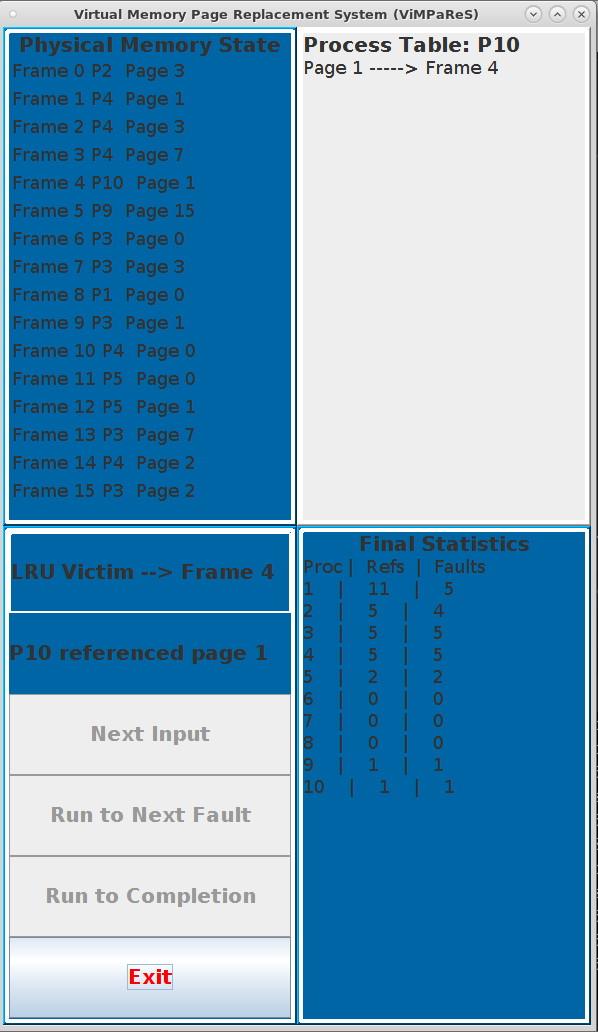 Virtual Memory Page Replacement System (ViMPaReS)
Physical Memory State
Frame 0 P2 Page 3
Frame 1 P4 Page 1
Frame 2 P4 Page 3
Frame 3 P4 Page 7
Frame 4 P10 Page 1
Frame 5 P9 Page 15
Frame 6 P3 Page 0
Frame 7 P3 Page 3
Frame 8 P1 Page 0
Frame 9 P3 Page 1
Frame 10 P4 Page 0
Frame 11 P5 Page 0
Frame 12 P5 Page 1
Frame 13 P3 Page 7
Frame 14 P4 Page 2
Frame 15 P3 Page 2
Process Table: P10
Page 1 -----> Frame 4
LRU Victim --> Frame 4
P10 referenced page 1
Next Input
Run to Next Fault
Run to Completion
Exit
Final Statistics
Proc | Refs | Faults
1 | 11 | 5
2 | 5 | 4
3 | 5 | 5
4 | 5 | 5
5 | 2 | 2
6 | 0 | 0
7 | 0 | 0
8 | 0 | 0
9 | 1 | 1
10 | 1 | 1